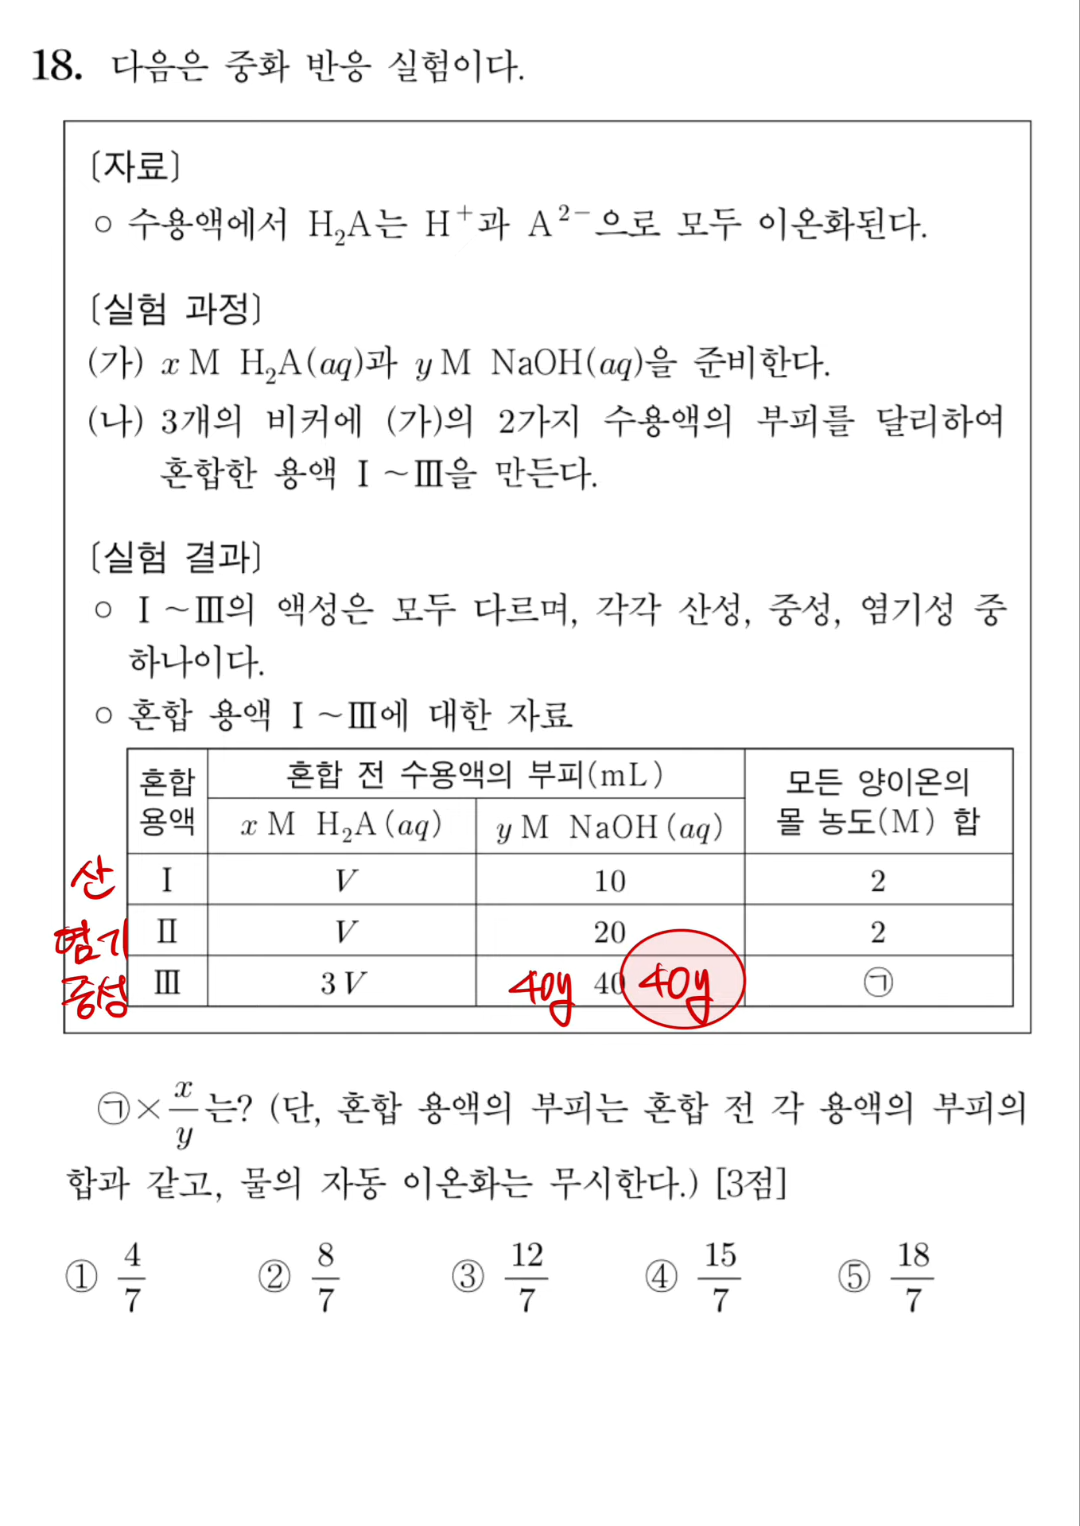 18. 다음은 중화 반응 실험이다.
〔자료〕
○ 수용액에서 H₂A는 H⁺과 A²⁻으로 모두 이온화된다.
〔실험 과정〕
(가) x M H₂A(aq)과 y M NaOH(aq)을 준비한다.
(나) 3개의 비커에 (가)의 2가지 수용액의 부피를 달리하여
혼합한 용액 Ⅰ～Ⅲ을 만든다.
〔실험 결과〕
○ Ⅰ～Ⅲ의 액성은 모두 다르며, 각각 산성, 중성, 염기성 중
하나이다.
○ 혼합 용액 Ⅰ～Ⅲ에 대한 자료
혼합 용액 혼합 전 수용액의 부피(mL) 모든 양이온의 몰 농도(M) 합
x M H₂A(aq) y M NaOH(aq)
산 Ⅰ V 10 2
염기 Ⅱ V 20 2
중성 Ⅲ 3V 40y 40 40y ㉠
㉠×x/y는? (단, 혼합 용액의 부피는 혼합 전 각 용액의 부피의
합과 같고, 물의 자동 이온화는 무시한다.) [3점]
① 4/7 ② 8/7 ③ 12/7 ④ 15/7 ⑤ 18/7